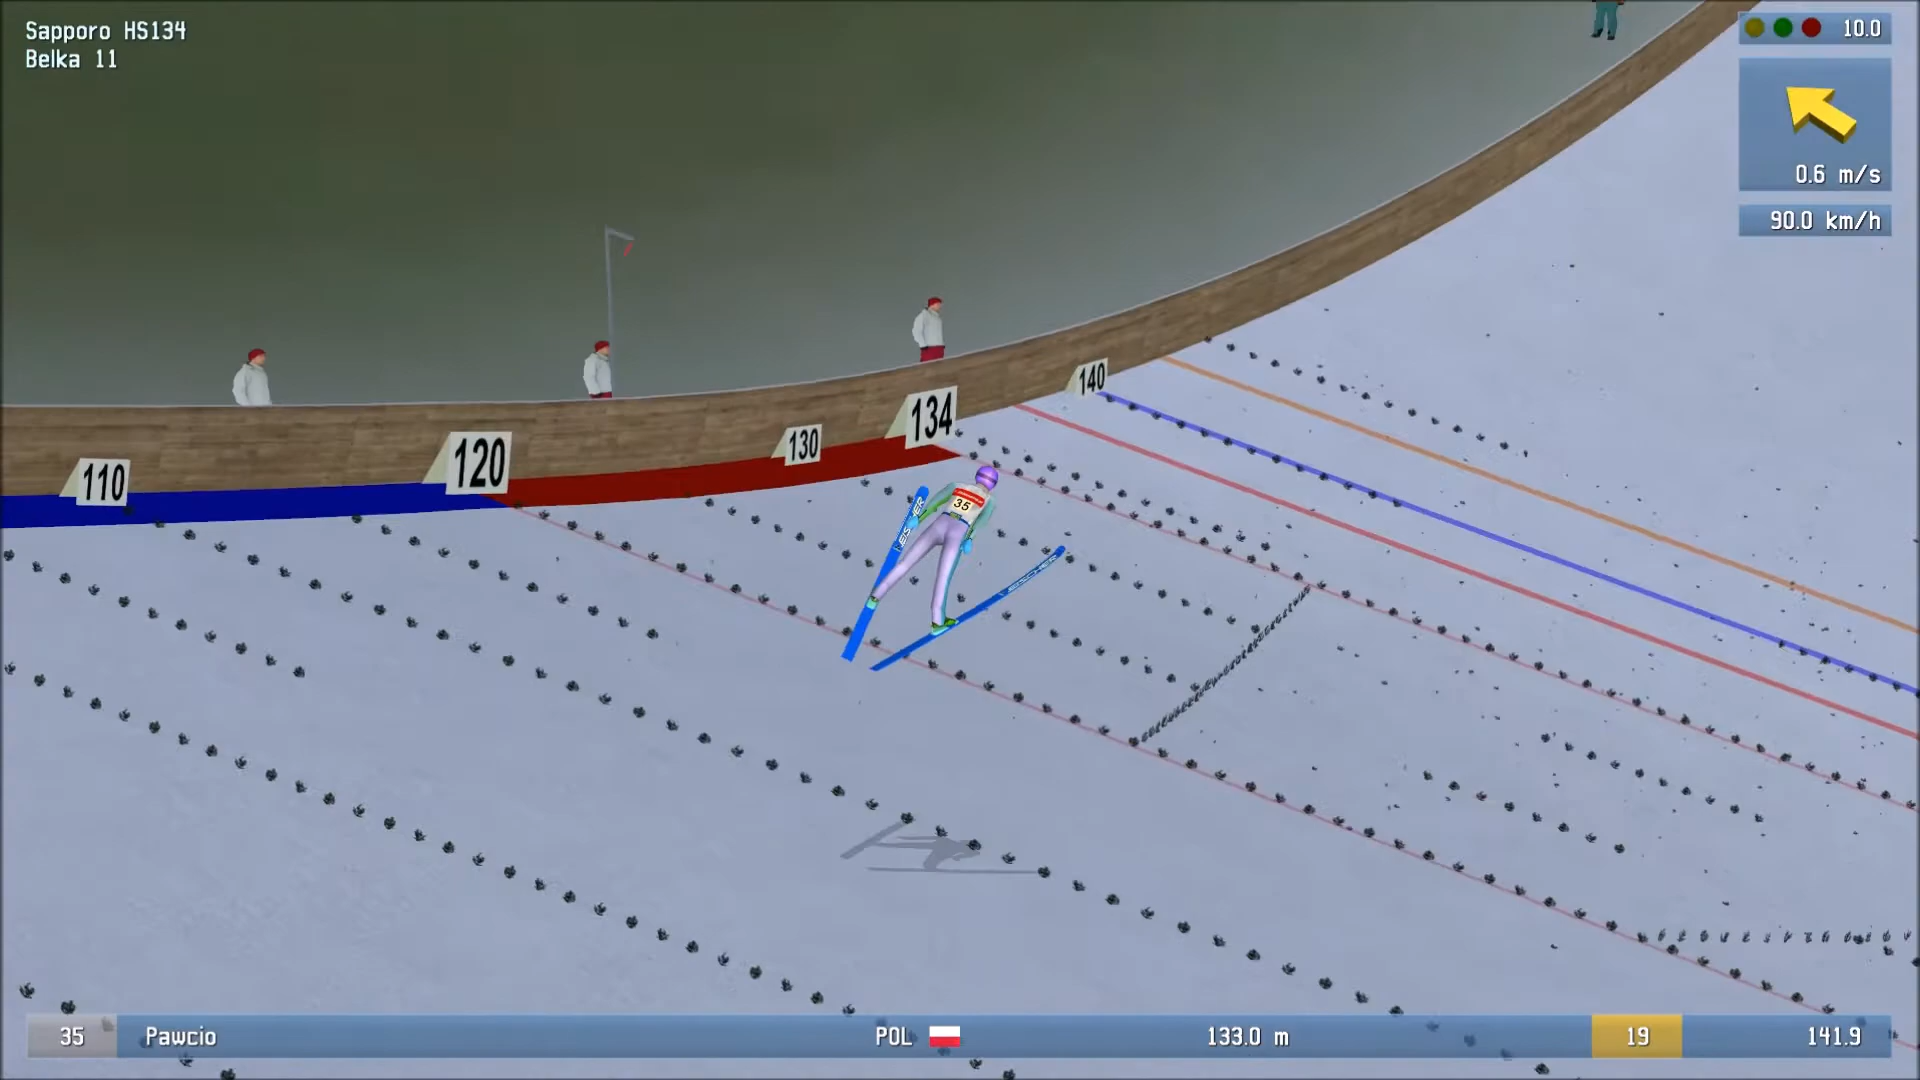 Sapporo HS134
Belka 11
10.0
0.6 m/s
90.0 km/h
140
134
130
120
110
35
FISCHER
35 Pawcio POL 133.0 m 19 141.9